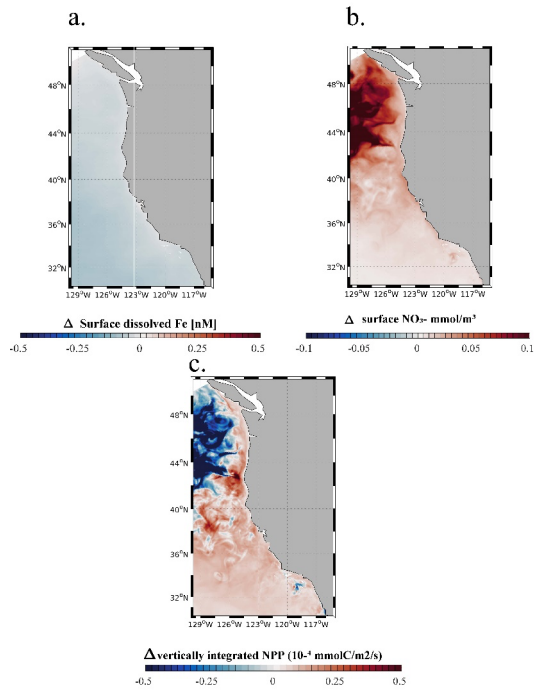 a.
48°N
44°N
40°N
36°N
32°N
129°W 126°W 123°W 120°W 117°W
Δ Surface dissolved Fe [nM]
-0.5 -0.25 0 0.25 0.5
b.
48°N
44°N
40°N
36°N
32°N
129°W 126°W 123°W 120°W 117°W
Δ surface NO₃- mmol/m³
-0.1 -0.05 0 0.05 0.1
c.
48°N
44°N
40°N
36°N
32°N
129°W 126°W 123°W 120°W 117°W
Δ vertically integrated NPP (10-⁴ mmolC/m2/s)
-0.5 -0.25 0 0.25 0.5